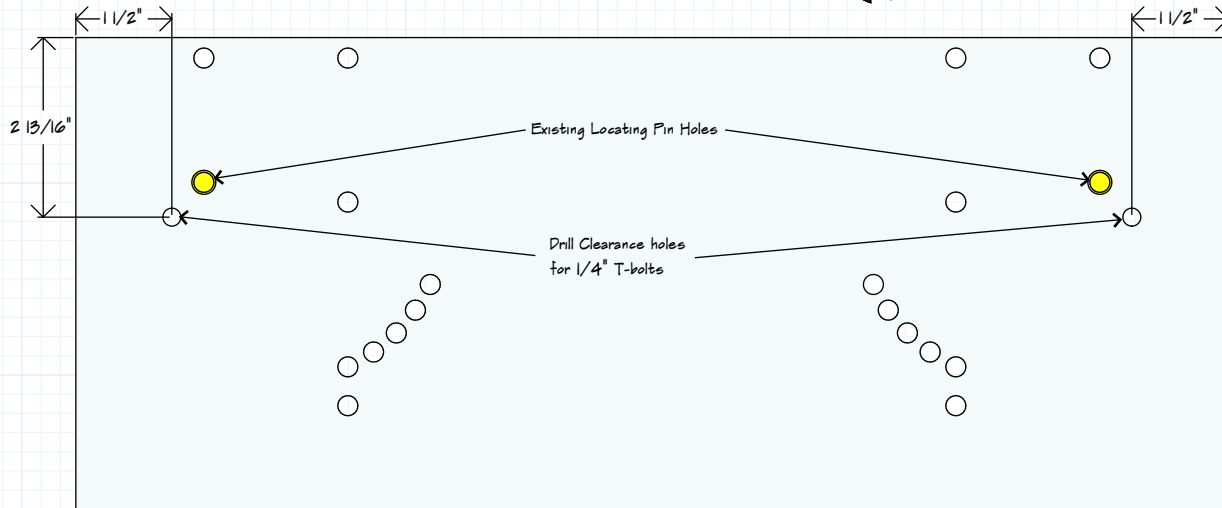 1 1/2"
1 1/2"
2 13/16"
Existing Locating Pin Holes
Drill Clearance holes
for 1/4" T-bolts